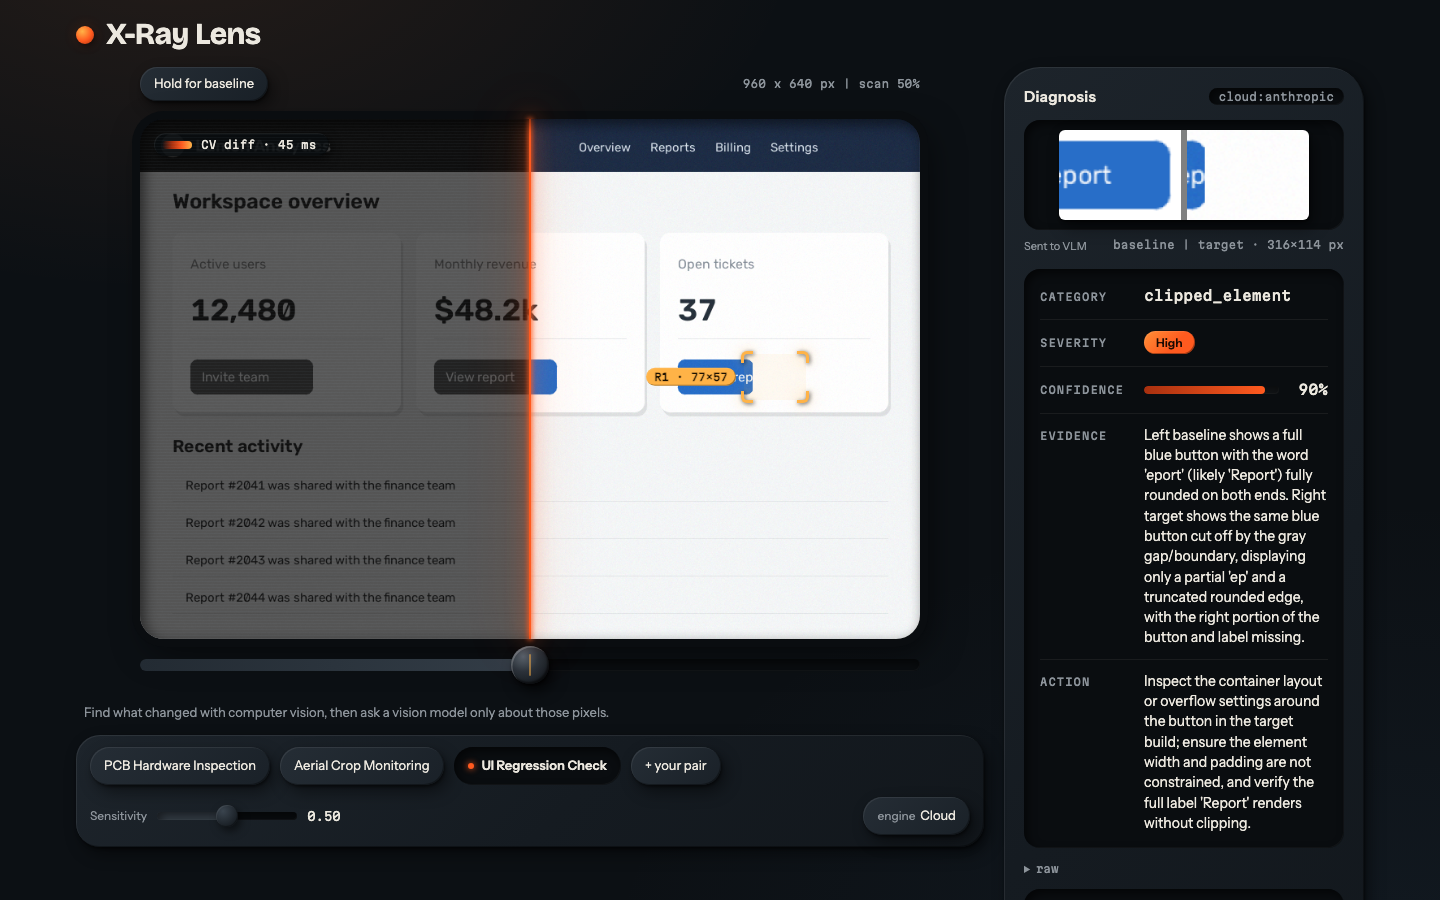 X-Ray Lens
Hold for baseline
960 x 640 px | scan 50%
CV diff · 45 ms
Overview Reports Billing Settings
Workspace overview
Active users
12,480
Invite team
Monthly revenue
$48.2k
View report
Open tickets
37
R1 · 77×57
rep
Recent activity
Report #2041 was shared with the finance team
Report #2042 was shared with the finance team
Report #2043 was shared with the finance team
Report #2044 was shared with the finance team
Find what changed with computer vision, then ask a vision model only about those pixels.
PCB Hardware Inspection
Aerial Crop Monitoring
UI Regression Check
+ your pair
Sensitivity
0.50
engine Cloud
Diagnosis
cloud:anthropic
eport
ep
Sent to VLM
baseline | target · 316×114 px
CATEGORY
clipped_element
SEVERITY
High
CONFIDENCE
90%
EVIDENCE
Left baseline shows a full
blue button with the word
'eport' (likely 'Report') fully
rounded on both ends. Right
target shows the same blue
button cut off by the gray
gap/boundary, displaying
only a partial 'ep' and a
truncated rounded edge,
with the right portion of the
button and label missing.
ACTION
Inspect the container layout
or overflow settings around
the button in the target
build; ensure the element
width and padding are not
constrained, and verify the
full label 'Report' renders
without clipping.
raw